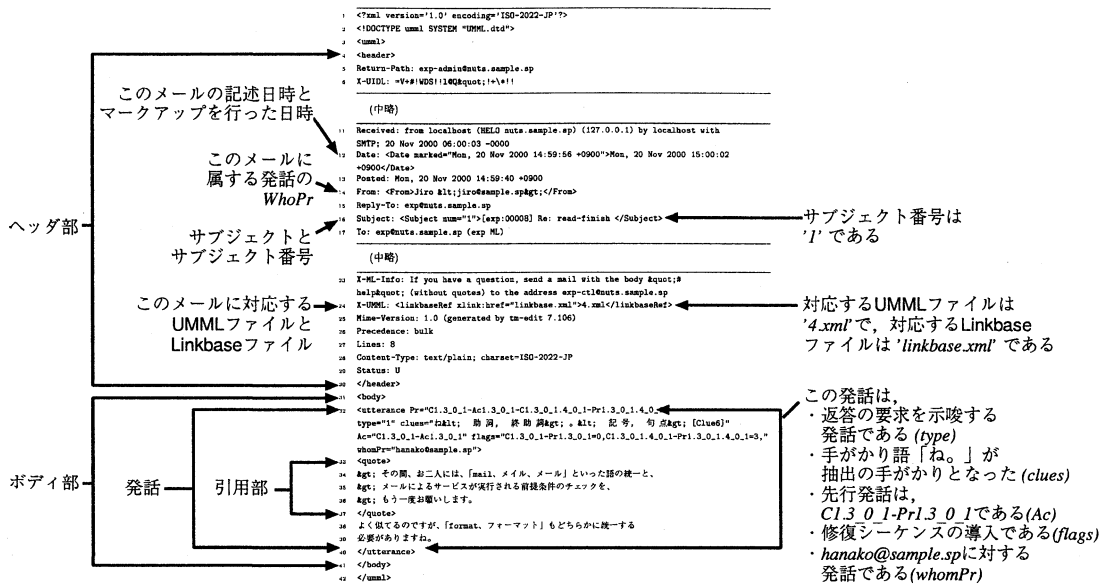 1 <?xml version='1.0' encoding='ISO-2022-JP'?>
2 <!DOCTYPE umml SYSTEM "UMML.dtd">
3 <umml>
4 <header>
5 Return-Path: exp-admin@nuts.sample.sp
6 X-UIDL: =V+#!WDS!!1@Q&quot;!+\*!!
(中略)
11 Received: from localhost (HELO nuts.sample.sp) (127.0.0.1) by localhost with
SMTP; 20 Nov 2000 06:00:03 -0000
12 Date: <Date marked="Mon, 20 Nov 2000 14:59:56 +0900">Mon, 20 Nov 2000 15:00:02
+0900</Date>
13 Posted: Mon, 20 Nov 2000 14:59:40 +0900
14 From: <From>Jiro &lt;jiro@sample.sp&gt;</From>
15 Reply-To: exp@nuts.sample.sp
16 Subject: <Subject num="1">[exp:00008] Re: read-finish </Subject>
17 To: exp@nuts.sample.sp (exp ML)
(中略)
23 X-ML-Info: If you have a question, send a mail with the body &quot;#
help&quot; (without quotes) to the address exp-ctl@nuts.sample.sp
24 X-UMML: <linkbaseRef xlink:href="linkbase.xml">4.xml</linkbaseRef>
25 Mime-Version: 1.0 (generated by tm-edit 7.106)
26 Precedence: bulk
27 Lines: 8
28 Content-Type: text/plain; charset=ISO-2022-JP
29 Status: U
30 </header>
31 <body>
32 <utterance Pr="C1.3_0_1-Ac1.3_0_1-C1.3_0_1.4_0_1-Pr1.3_0_1.4_0_
type="1" clues="ね&lt; 助詞, 終助詞&gt; 。&lt; 記号, 句点&gt; [Clue6]"
Ac="C1.3_0_1-Ac1.3_0_1" flags="C1.3_0_1-Pr1.3_0_1=0,C1.3_0_1.4_0_1-Pr1.3_0_1.4_0_1=3,"
whomPr="hanako@sample.sp">
33 <quote>
34 &gt; その間、お二人には、「mail、メイル、メール」といった語の統一と、
35 &gt; メールによるサービスが実行される前提条件のチェックを、
36 &gt; もう一度お願いします。
37 </quote>
38 よく似てるのですが、「format、フォーマット」もどちらかに統一する
39 必要がありますね。
40 </utterance>
41 </body>
42 </umml>
ヘッダ部
このメールの記述日時と
マークアップを行った日時
このメールに
属する発話の
WhoPr
サブジェクトと
サブジェクト番号
このメールに対応する
UMMLファイルと
Linkbaseファイル
ボディ部
発話
引用部
サブジェクト番号は
'1' である
対応するUMMLファイルは
'4.xml'で，対応するLinkbase
ファイルは'linkbase.xml' である
この発話は，
・返答の要求を示唆する
発話である (type)
・手がかり語「ね。」が
抽出の手がかりとなった (clues)
・先行発話は，
C1.3_0_1-Pr1.3_0_1である(Ac)
・修復シーケンスの導入である(flags)
・hanako@sample.spに対する
発話である(whomPr)